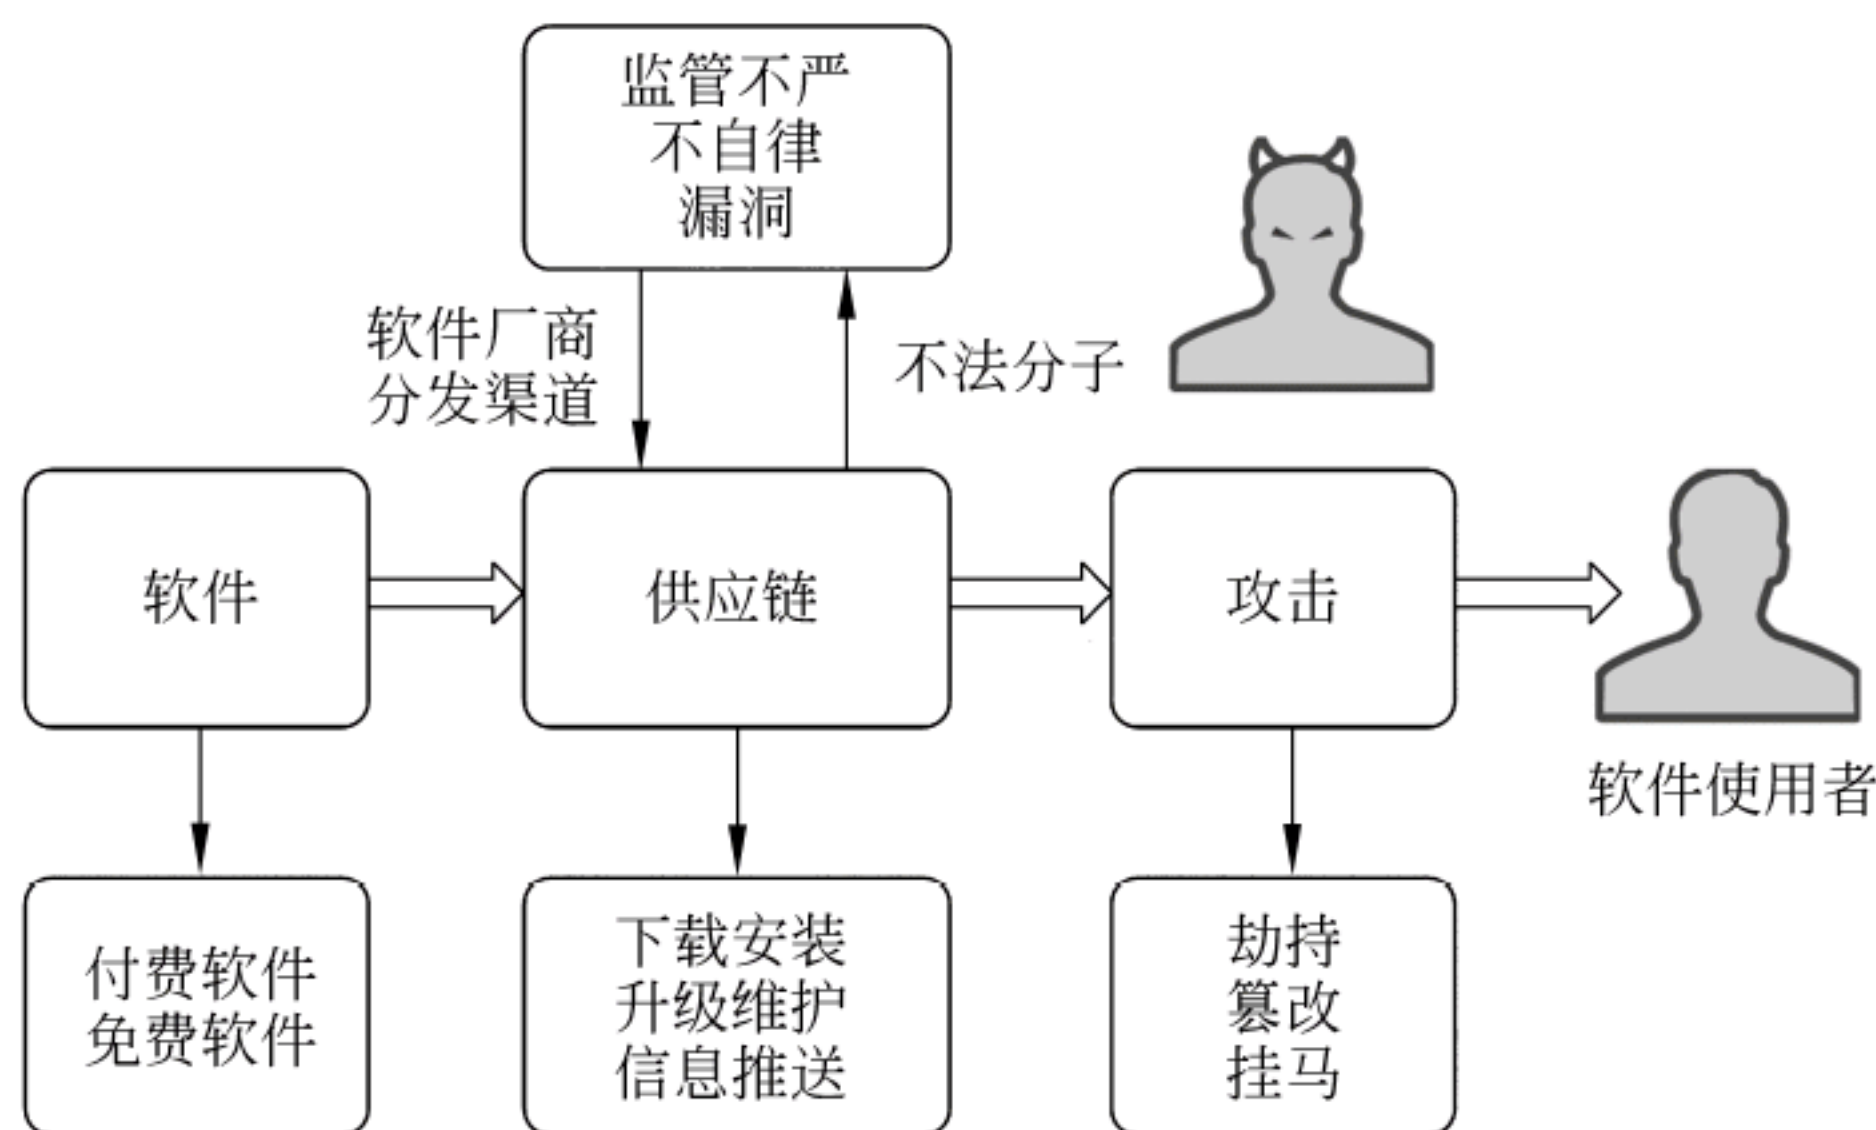 监管不严
不自律
漏洞
软件厂商
分发渠道
不法分子
软件
供应链
攻击
软件使用者
付费软件
免费软件
下载安装
升级维护
信息推送
劫持
篡改
挂马